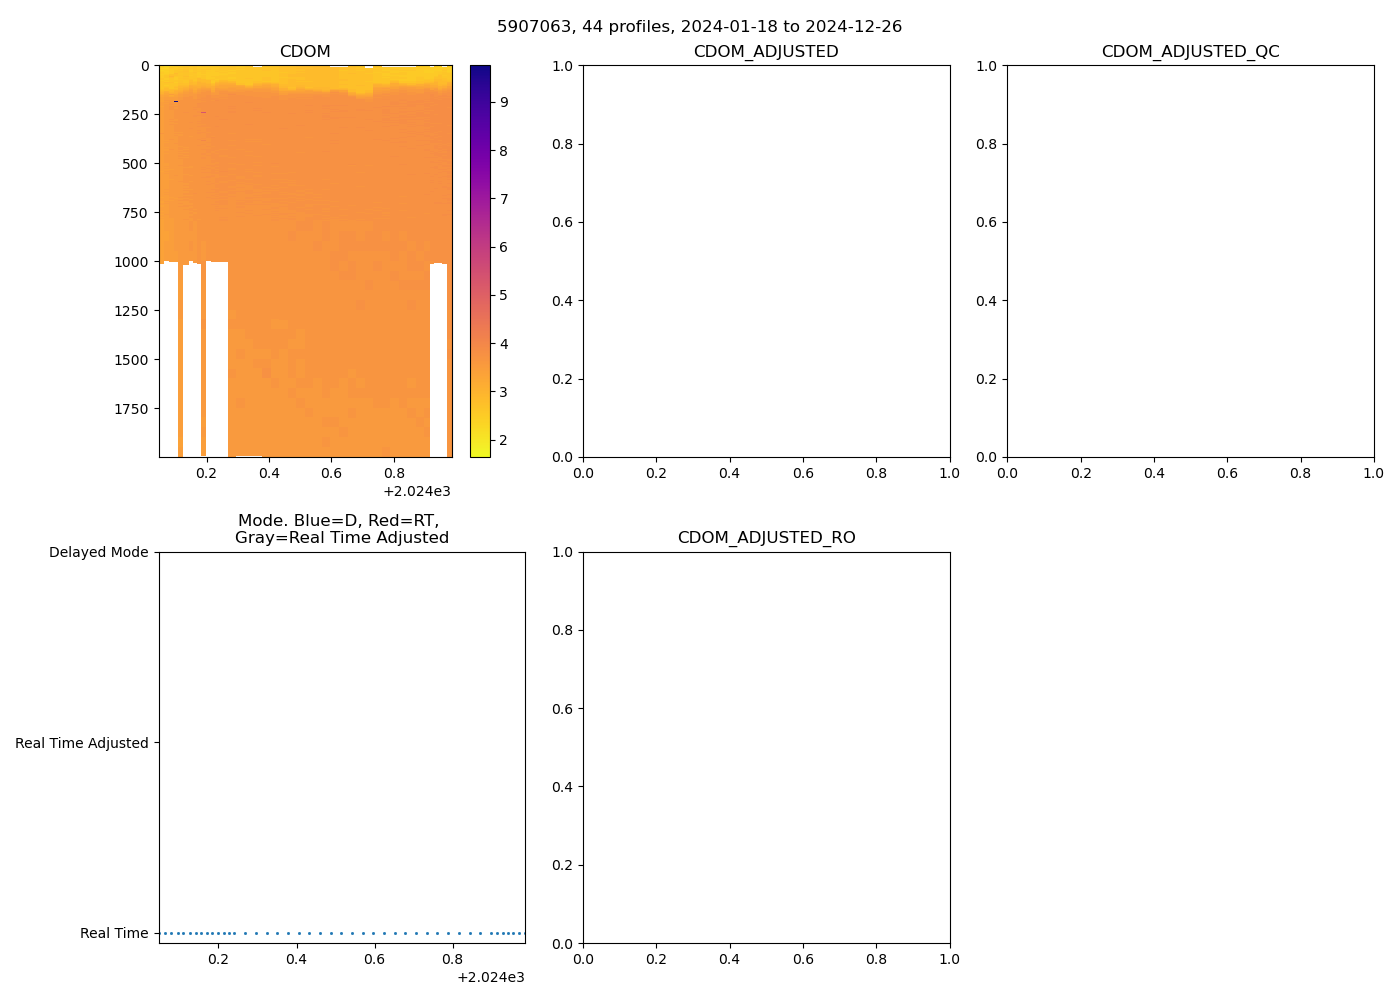 5907063, 44 profiles, 2024-01-18 to 2024-12-26
CDOM
0
250
500
750
1000
1250
1500
1750
0.2 0.4 0.6 0.8
+2.024e3
9
8
7
6
5
4
3
2
CDOM_ADJUSTED
1.0
0.8
0.6
0.4
0.2
0.0
0.0 0.2 0.4 0.6 0.8 1.0
CDOM_ADJUSTED_QC
1.0
0.8
0.6
0.4
0.2
0.0
0.0 0.2 0.4 0.6 0.8 1.0
Mode. Blue=D, Red=RT,
Gray=Real Time Adjusted
Delayed Mode
Real Time Adjusted
Real Time
0.2 0.4 0.6 0.8
+2.024e3
CDOM_ADJUSTED_RO
1.0
0.8
0.6
0.4
0.2
0.0
0.0 0.2 0.4 0.6 0.8 1.0